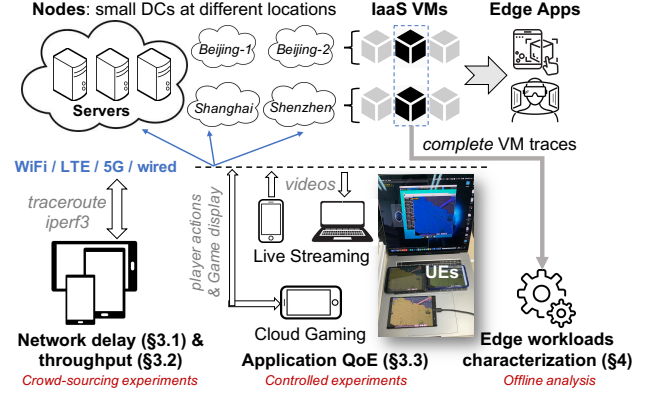 Nodes: small DCs at different locations
IaaS VMs
Edge Apps
Beijing-1
Beijing-2
Servers
Shanghai
Shenzhen
complete VM traces
WiFi / LTE / 5G / wired
traceroute
iperf3
player actions
& Game display
videos
Live Streaming
UEs
Cloud Gaming
Network delay (§3.1) &
throughput (§3.2)
Crowd-sourcing experiments
Application QoE (§3.3)
Controlled experiments
Edge workloads
characterization (§4)
Offline analysis